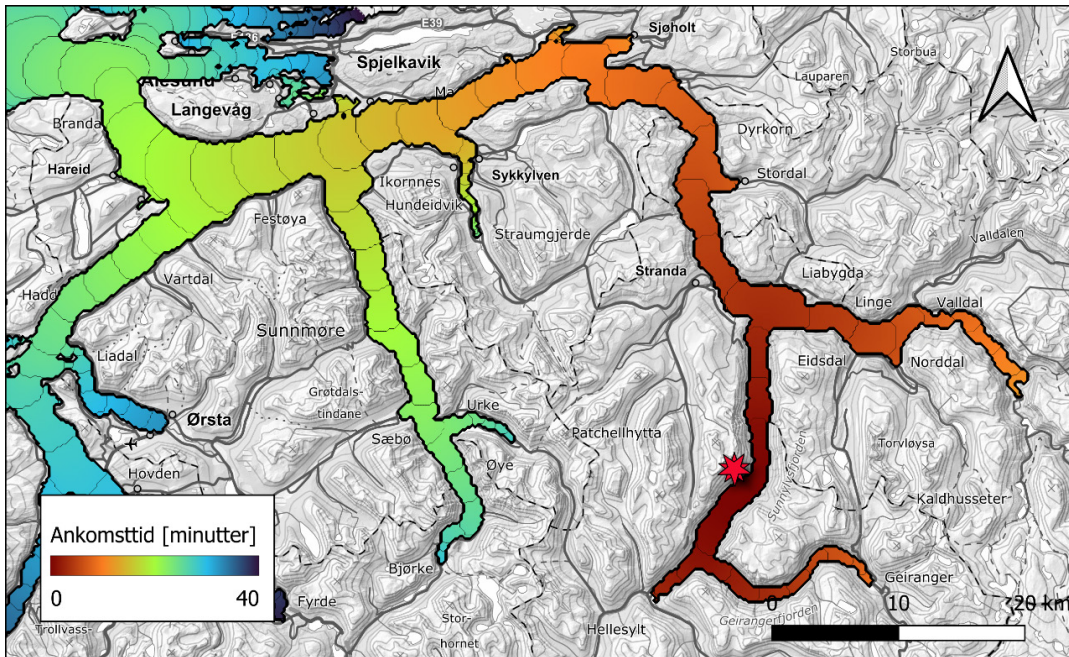 E39
Sjøholt
Storbua
Spjelkavik
Lauparen
Ålesund
Langevåg
Ma
Branda
Dyrkorn
Hareid
Sykkylven
Stordal
Ikornnes
Hundeidvik
Festøya
Straumgjerde
Valldalen
Stranda
Liabygda
Vartdal
Hadd
Linge
Valldal
Sunnmøre
Liadal
Eidsdal
Norddal
Grøtdals-
tindane
Urke
Ørsta
Sæbø
Patchellhytta
Torvløysa
Hovden
Øye
Sunnylvsfjorden
Kaldhusseter
Ankomsttid [minutter]
0
40
Bjørke
Geiranger
Fyrde
0
10
20 km
Trollvass-
Stor-
hornet
Hellesylt
Geirangerfjorden